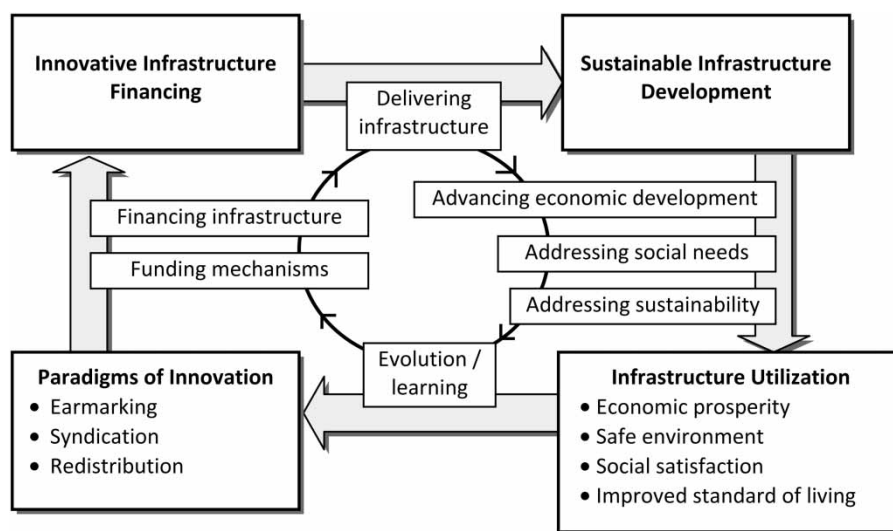 Innovative Infrastructure
Financing
Sustainable Infrastructure
Development
Delivering
infrastructure
Financing infrastructure
Funding mechanisms
Advancing economic development
Addressing social needs
Addressing sustainability
Evolution /
learning
Paradigms of Innovation
• Earmarking
• Syndication
• Redistribution
Infrastructure Utilization
• Economic prosperity
• Safe environment
• Social satisfaction
• Improved standard of living